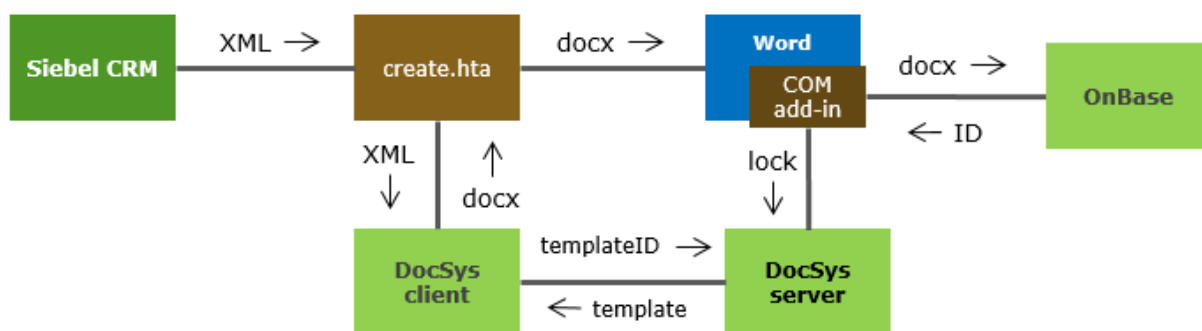 XML →
docx →
Word
Siebel CRM
create.hta
COM
add-in
docx →
OnBase
← ID
XML
↓
↑
docx
lock
↓
DocSys
client
templateID →
← template
DocSys
server